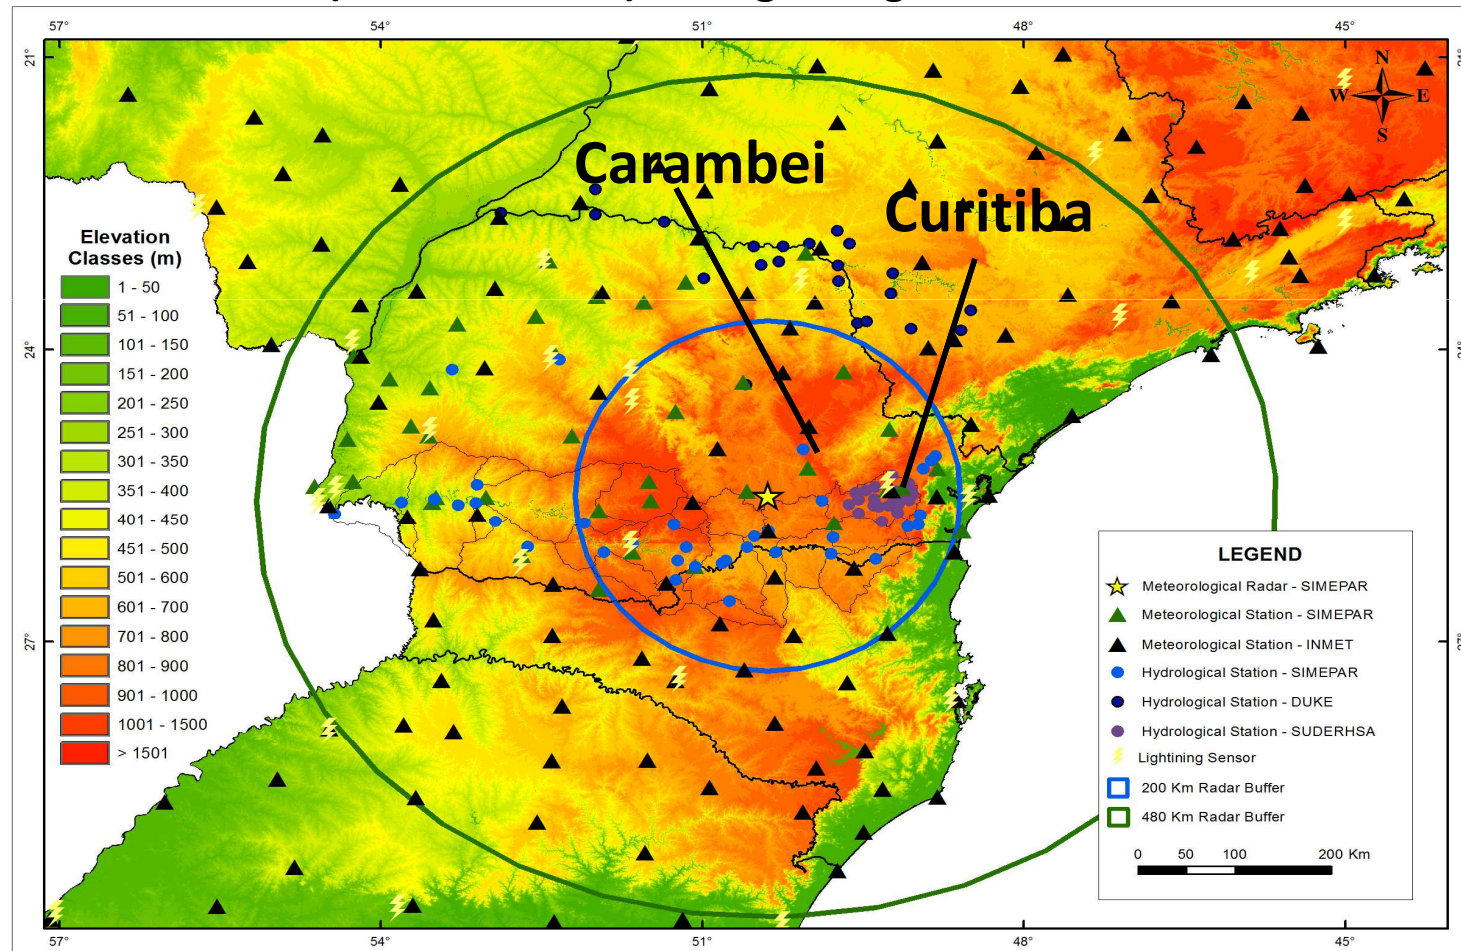 57° 54° 51° 48° 45°
21°
N
W E
S
Carambei
Curitiba
Elevation
Classes (m)
1 - 50
51 - 100
101 - 150
151 - 200
201 - 250
251 - 300
301 - 350
351 - 400
401 - 450
451 - 500
501 - 600
601 - 700
701 - 800
801 - 900
901 - 1000
1001 - 1500
> 1501
24° 24°
27° 27°
LEGEND
Meteorological Radar - SIMEPAR
Meteorological Station - SIMEPAR
Meteorological Station - INMET
Hydrological Station - SIMEPAR
Hydrological Station - DUKE
Hydrological Station - SUDERHSA
Lightining Sensor
200 Km Radar Buffer
480 Km Radar Buffer
0 50 100 200 Km
57° 54° 51° 48° 45°